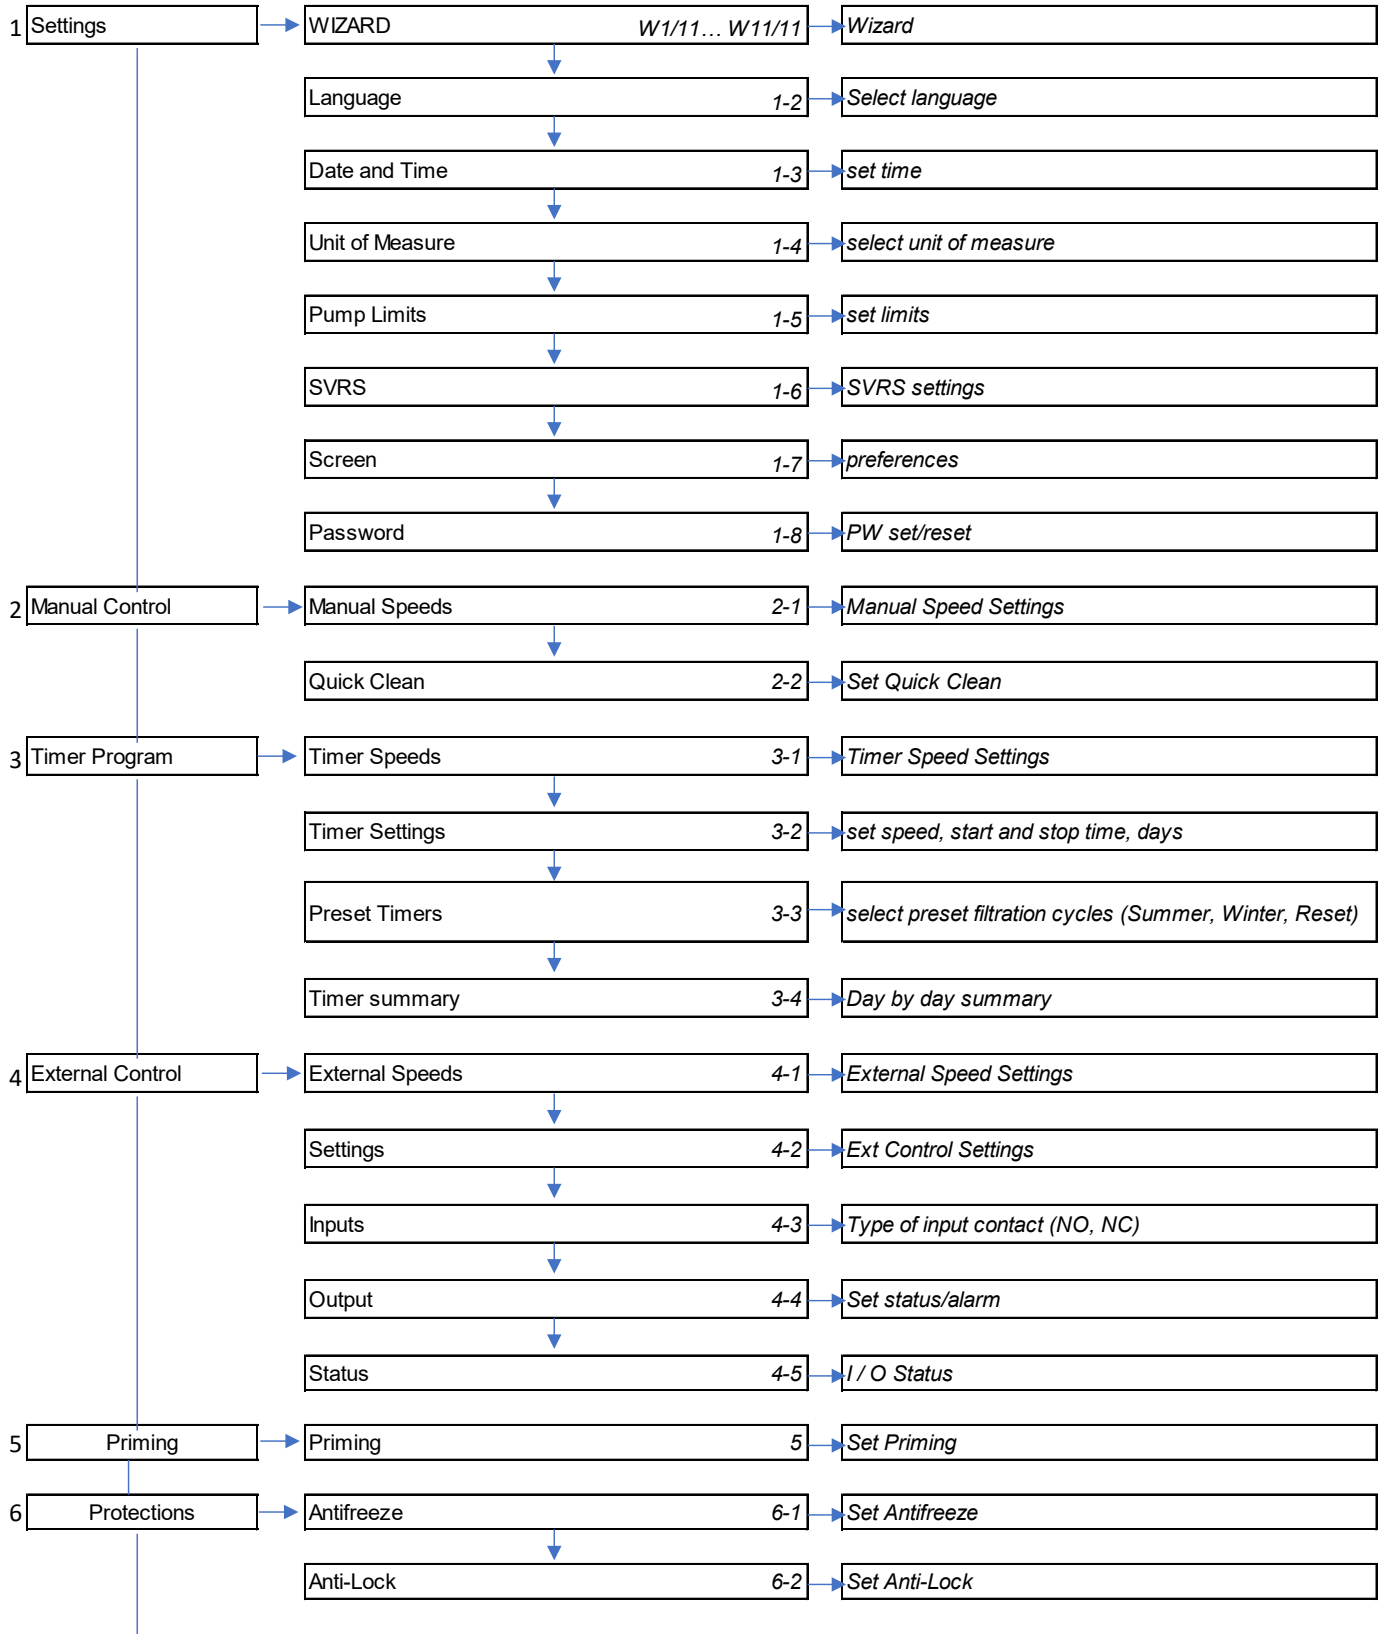 1 Settings WIZARD W1/11… W11/11 Wizard
Language 1-2 Select language
Date and Time 1-3 set time
Unit of Measure 1-4 select unit of measure
Pump Limits 1-5 set limits
SVRS 1-6 SVRS settings
Screen 1-7 preferences
Password 1-8 PW set/reset
2 Manual Control Manual Speeds 2-1 Manual Speed Settings
Quick Clean 2-2 Set Quick Clean
3 Timer Program Timer Speeds 3-1 Timer Speed Settings
Timer Settings 3-2 set speed, start and stop time, days
Preset Timers 3-3 select preset filtration cycles (Summer, Winter, Reset)
Timer summary 3-4 Day by day summary
4 External Control External Speeds 4-1 External Speed Settings
Settings 4-2 Ext Control Settings
Inputs 4-3 Type of input contact (NO, NC)
Output 4-4 Set status/alarm
Status 4-5 I / O Status
5 Priming Priming 5 Set Priming
6 Protections Antifreeze 6-1 Set Antifreeze
Anti-Lock 6-2 Set Anti-Lock